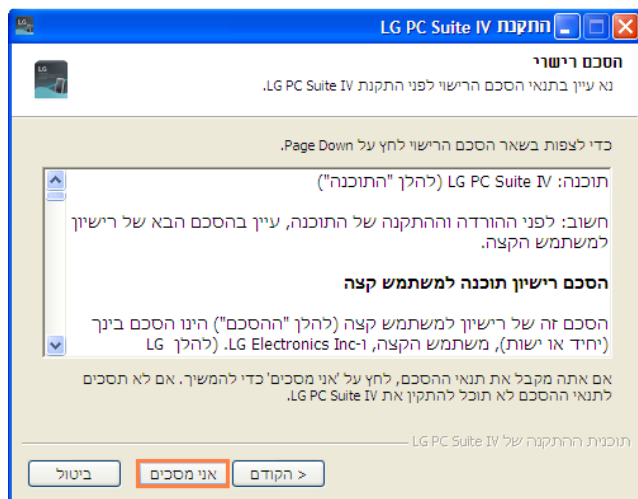 התקנת LG PC Suite IV
הסכם רישוי
נא עיין בתנאי הסכם הרישוי לפני התקנת LG PC Suite IV.
כדי לצפות בשאר הסכם הרישוי לחץ על Page Down.
תוכנה: LG PC Suite IV (להלן "התוכנה")
חשוב: לפני ההורדה וההתקנה של התוכנה, עיין בהסכם הבא של רישיון
למשתמש הקצה.
הסכם רישיון תוכנה למשתמש קצה
הסכם זה של רישיון למשתמש קצה (להלן "ההסכם") הינו הסכם בינך
(יחיד או ישות), משתמש הקצה, ו-LG Electronics Inc. (להלן LG
אם אתה מקבל את תנאי ההסכם, לחץ על 'אני מסכים' כדי להמשיך. אם לא תסכים
לתנאי ההסכם לא תוכל להתקין את LG PC Suite IV.
תוכנית ההתקנה של LG PC Suite IV
< הקודם
אני מסכים
ביטול